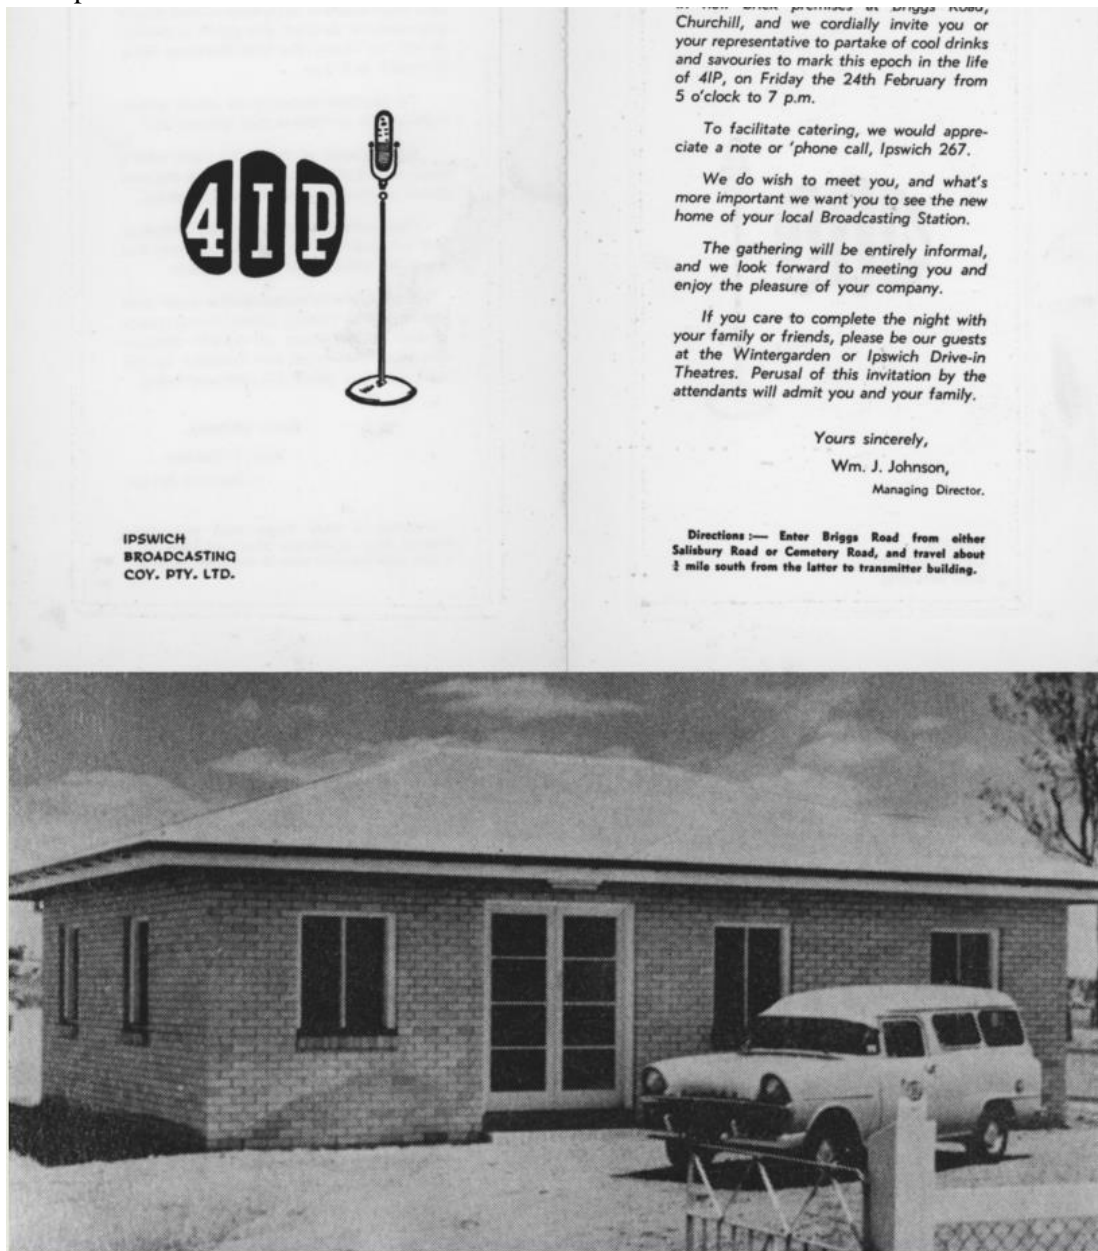 4IP
IPSWICH
BROADCASTING
COY. PTY. LTD.
in new brick premises at Briggs Road,
Churchill, and we cordially invite you or
your representative to partake of cool drinks
and savouries to mark this epoch in the life
of 4IP, on Friday the 24th February from
5 o'clock to 7 p.m.
To facilitate catering, we would appre-
ciate a note or 'phone call, Ipswich 267.
We do wish to meet you, and what's
more important we want you to see the new
home of your local Broadcasting Station.
The gathering will be entirely informal,
and we look forward to meeting you and
enjoy the pleasure of your company.
If you care to complete the night with
your family or friends, please be our guests
at the Wintergarden or Ipswich Drive-in
Theatres. Perusal of this invitation by the
attendants will admit you and your family.
Yours sincerely,
Wm. J. Johnson,
Managing Director.
Directions :— Enter Briggs Road from either
Salisbury Road or Cemetery Road, and travel about
mile south from the latter to transmitter building.